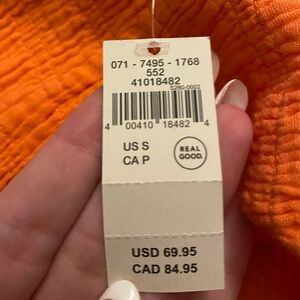 071 - 7495 - 1768
552
41018482
S280-0002
4 00410 18482 4
US S
CA P
REAL
GOOD.
USD 69.95
CAD 84.95